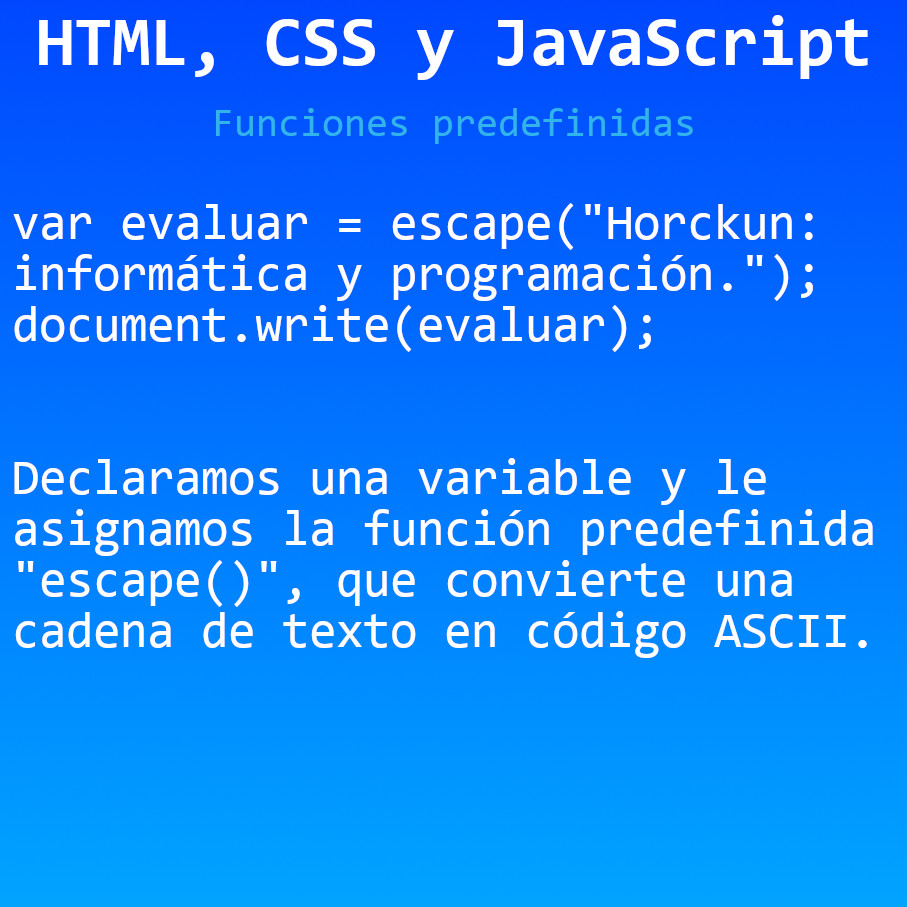 HTML, CSS y JavaScript
Funciones predefinidas
var evaluar = escape("Horckun:
informática y programación.");
document.write(evaluar);
Declaramos una variable y le
asignamos la función predefinida
"escape()", que convierte una
cadena de texto en código ASCII.